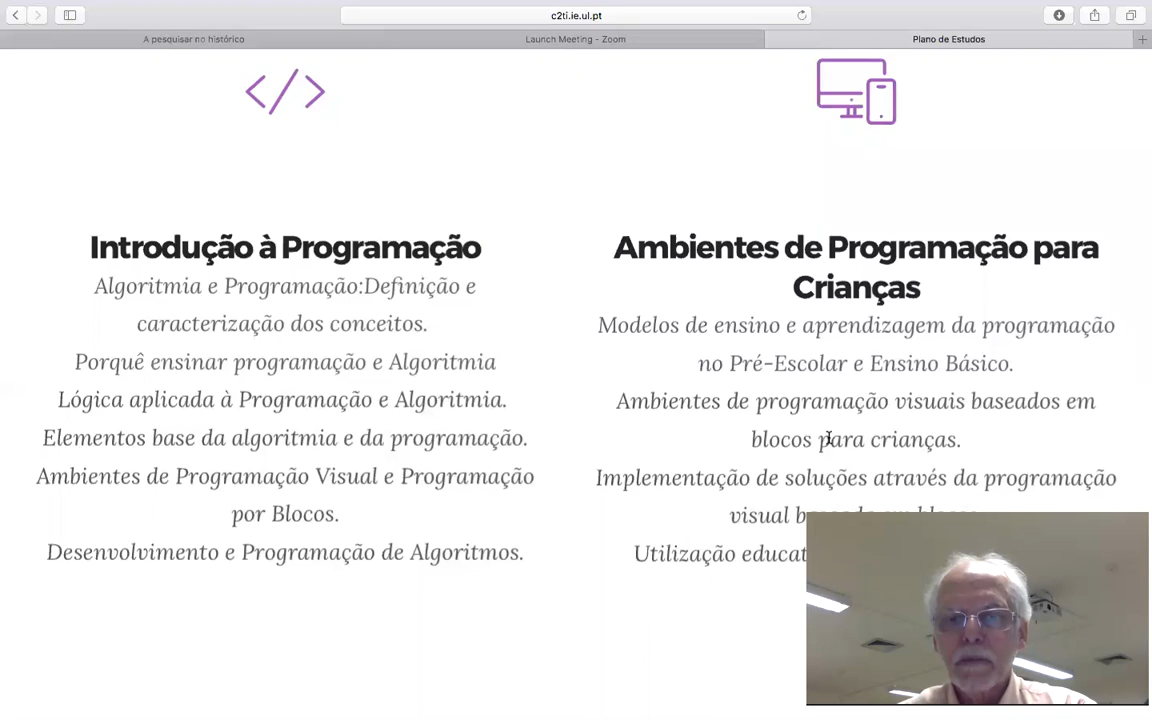 c2ti.ie.ul.pt
A pesquisar no histórico
Launch Meeting - Zoom
Plano de Estudos
</>
Introdução à Programação
Algoritmia e Programação:Definição e
caracterização dos conceitos.
Porquê ensinar programação e Algoritmia
Lógica aplicada à Programação e Algoritmia.
Elementos base da algoritmia e da programação.
Ambientes de Programação Visual e Programação
por Blocos.
Desenvolvimento e Programação de Algoritmos.
Ambientes de Programação para
Crianças
Modelos de ensino e aprendizagem da programação
no Pré-Escolar e Ensino Básico.
Ambientes de programação visuais baseados em
blocos para crianças.
Implementação de soluções através da programação
visual
Utilização